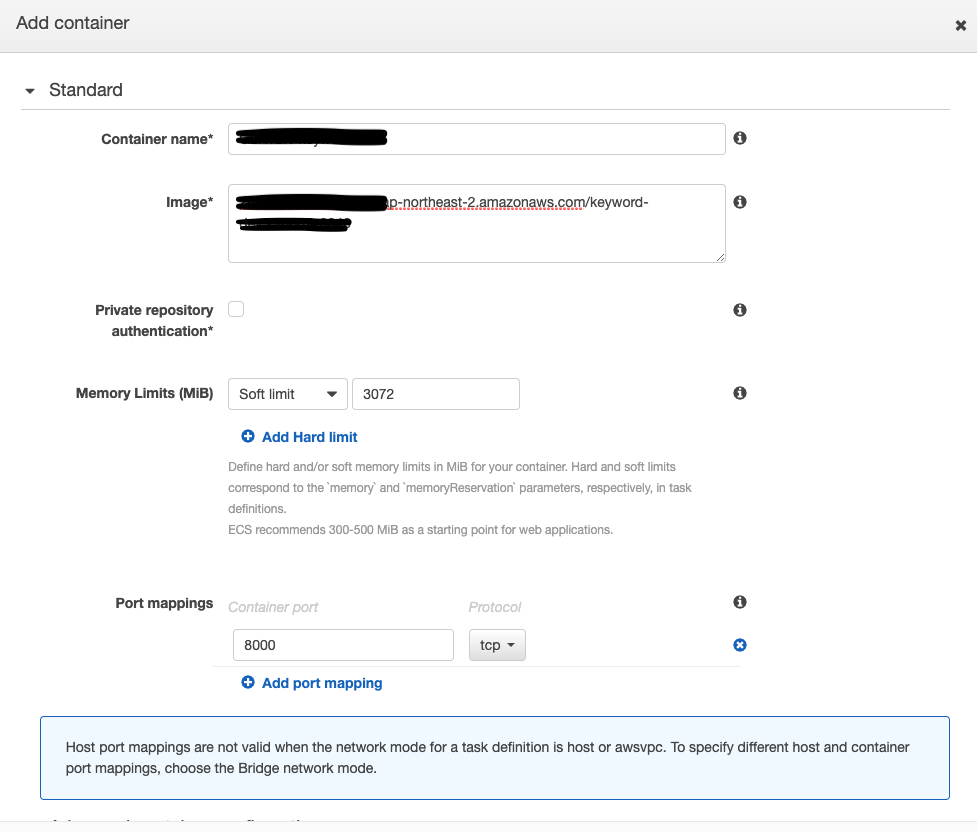 Add container
Standard
Container name*
Image*
p-northeast-2.amazonaws.com/keyword-
Private repository
authentication*
Memory Limits (MiB)
Soft limit
3072
Add Hard limit
Define hard and/or soft memory limits in MiB for your container. Hard and soft limits
correspond to the `memory` and `memoryReservation` parameters, respectively, in task
definitions.
ECS recommends 300-500 MiB as a starting point for web applications.
Port mappings
Container port
Protocol
8000
tcp
Add port mapping
Host port mappings are not valid when the network mode for a task definition is host or awsvpc. To specify different host and container
port mappings, choose the Bridge network mode.